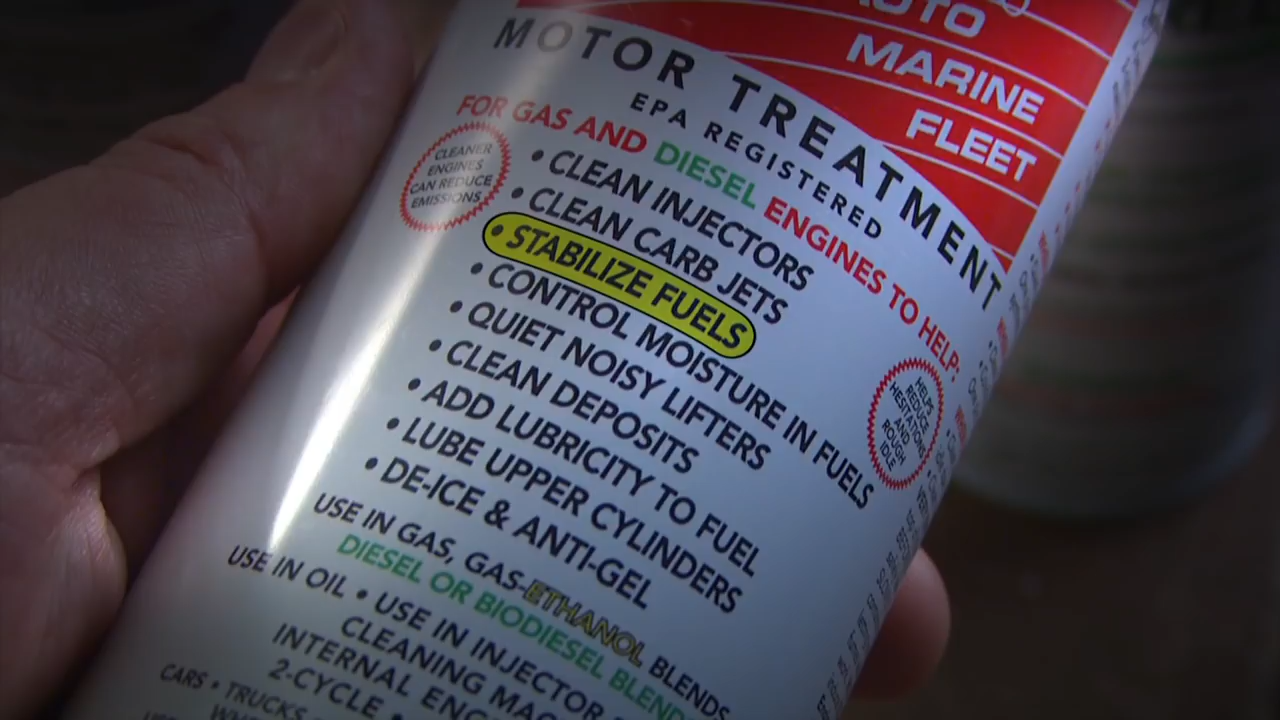 AUTO
MARINE
FLEET
MOTOR TREATMENT
EPA REGISTERED
FOR GAS AND DIESEL ENGINES TO HELP:
CLEANER
ENGINES
CAN REDUCE
EMISSIONS
• CLEAN INJECTORS
• CLEAN CARB JETS
• STABILIZE FUELS
• CONTROL MOISTURE IN FUELS
• QUIET NOISY LIFTERS
• CLEAN DEPOSITS
• ADD LUBRICITY TO FUEL
• LUBE UPPER CYLINDERS
• DE-ICE & ANTI-GEL
HELPS
REDUCE
HESITATIONS
AND
ROUGH
IDLE
USE IN GAS, GAS-ETHANOL BLENDS
DIESEL OR BIODIESEL BLENDS
USE IN OIL • USE IN INJECTOR
CLEANING
INTERNAL
2-CYCLE •
CARS • TRUCKS